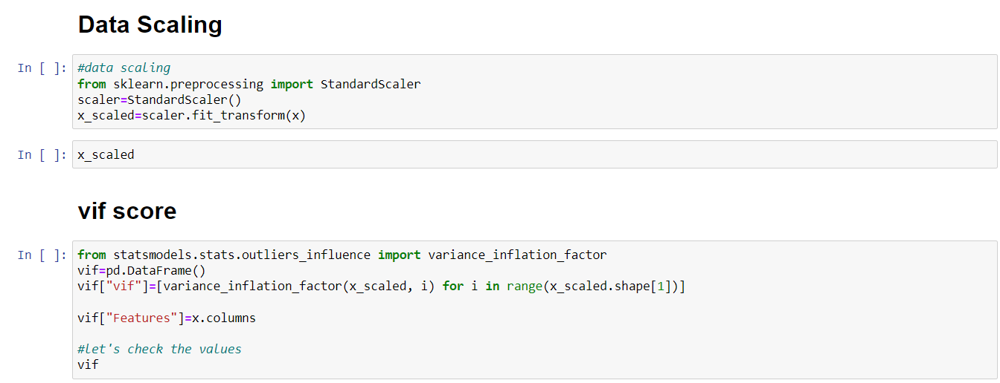 Data Scaling
In [ ]: #data scaling
from sklearn.preprocessing import StandardScaler
scaler=StandardScaler()
x_scaled=scaler.fit_transform(x)
In [ ]: x_scaled
vif score
In [ ]: from statsmodels.stats.outliers_influence import variance_inflation_factor
vif=pd.DataFrame()
vif["vif"]=[variance_inflation_factor(x_scaled, i) for i in range(x_scaled.shape[1])]
vif["Features"]=x.columns
#let's check the values
vif